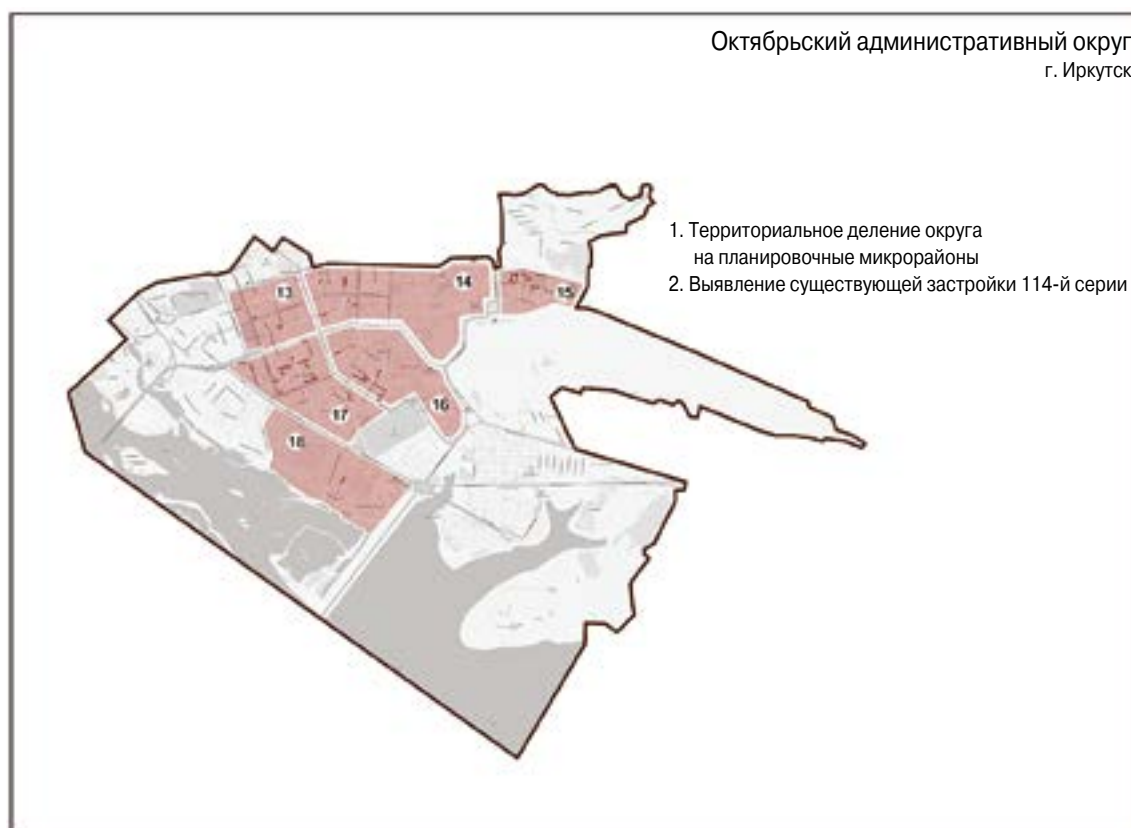 Октябрьский административный округ
г. Иркутск
1. Территориальное деление округа
на планировочные микрорайоны
2. Выявление существующей застройки 114-й серии
13
14
15
16
17
18